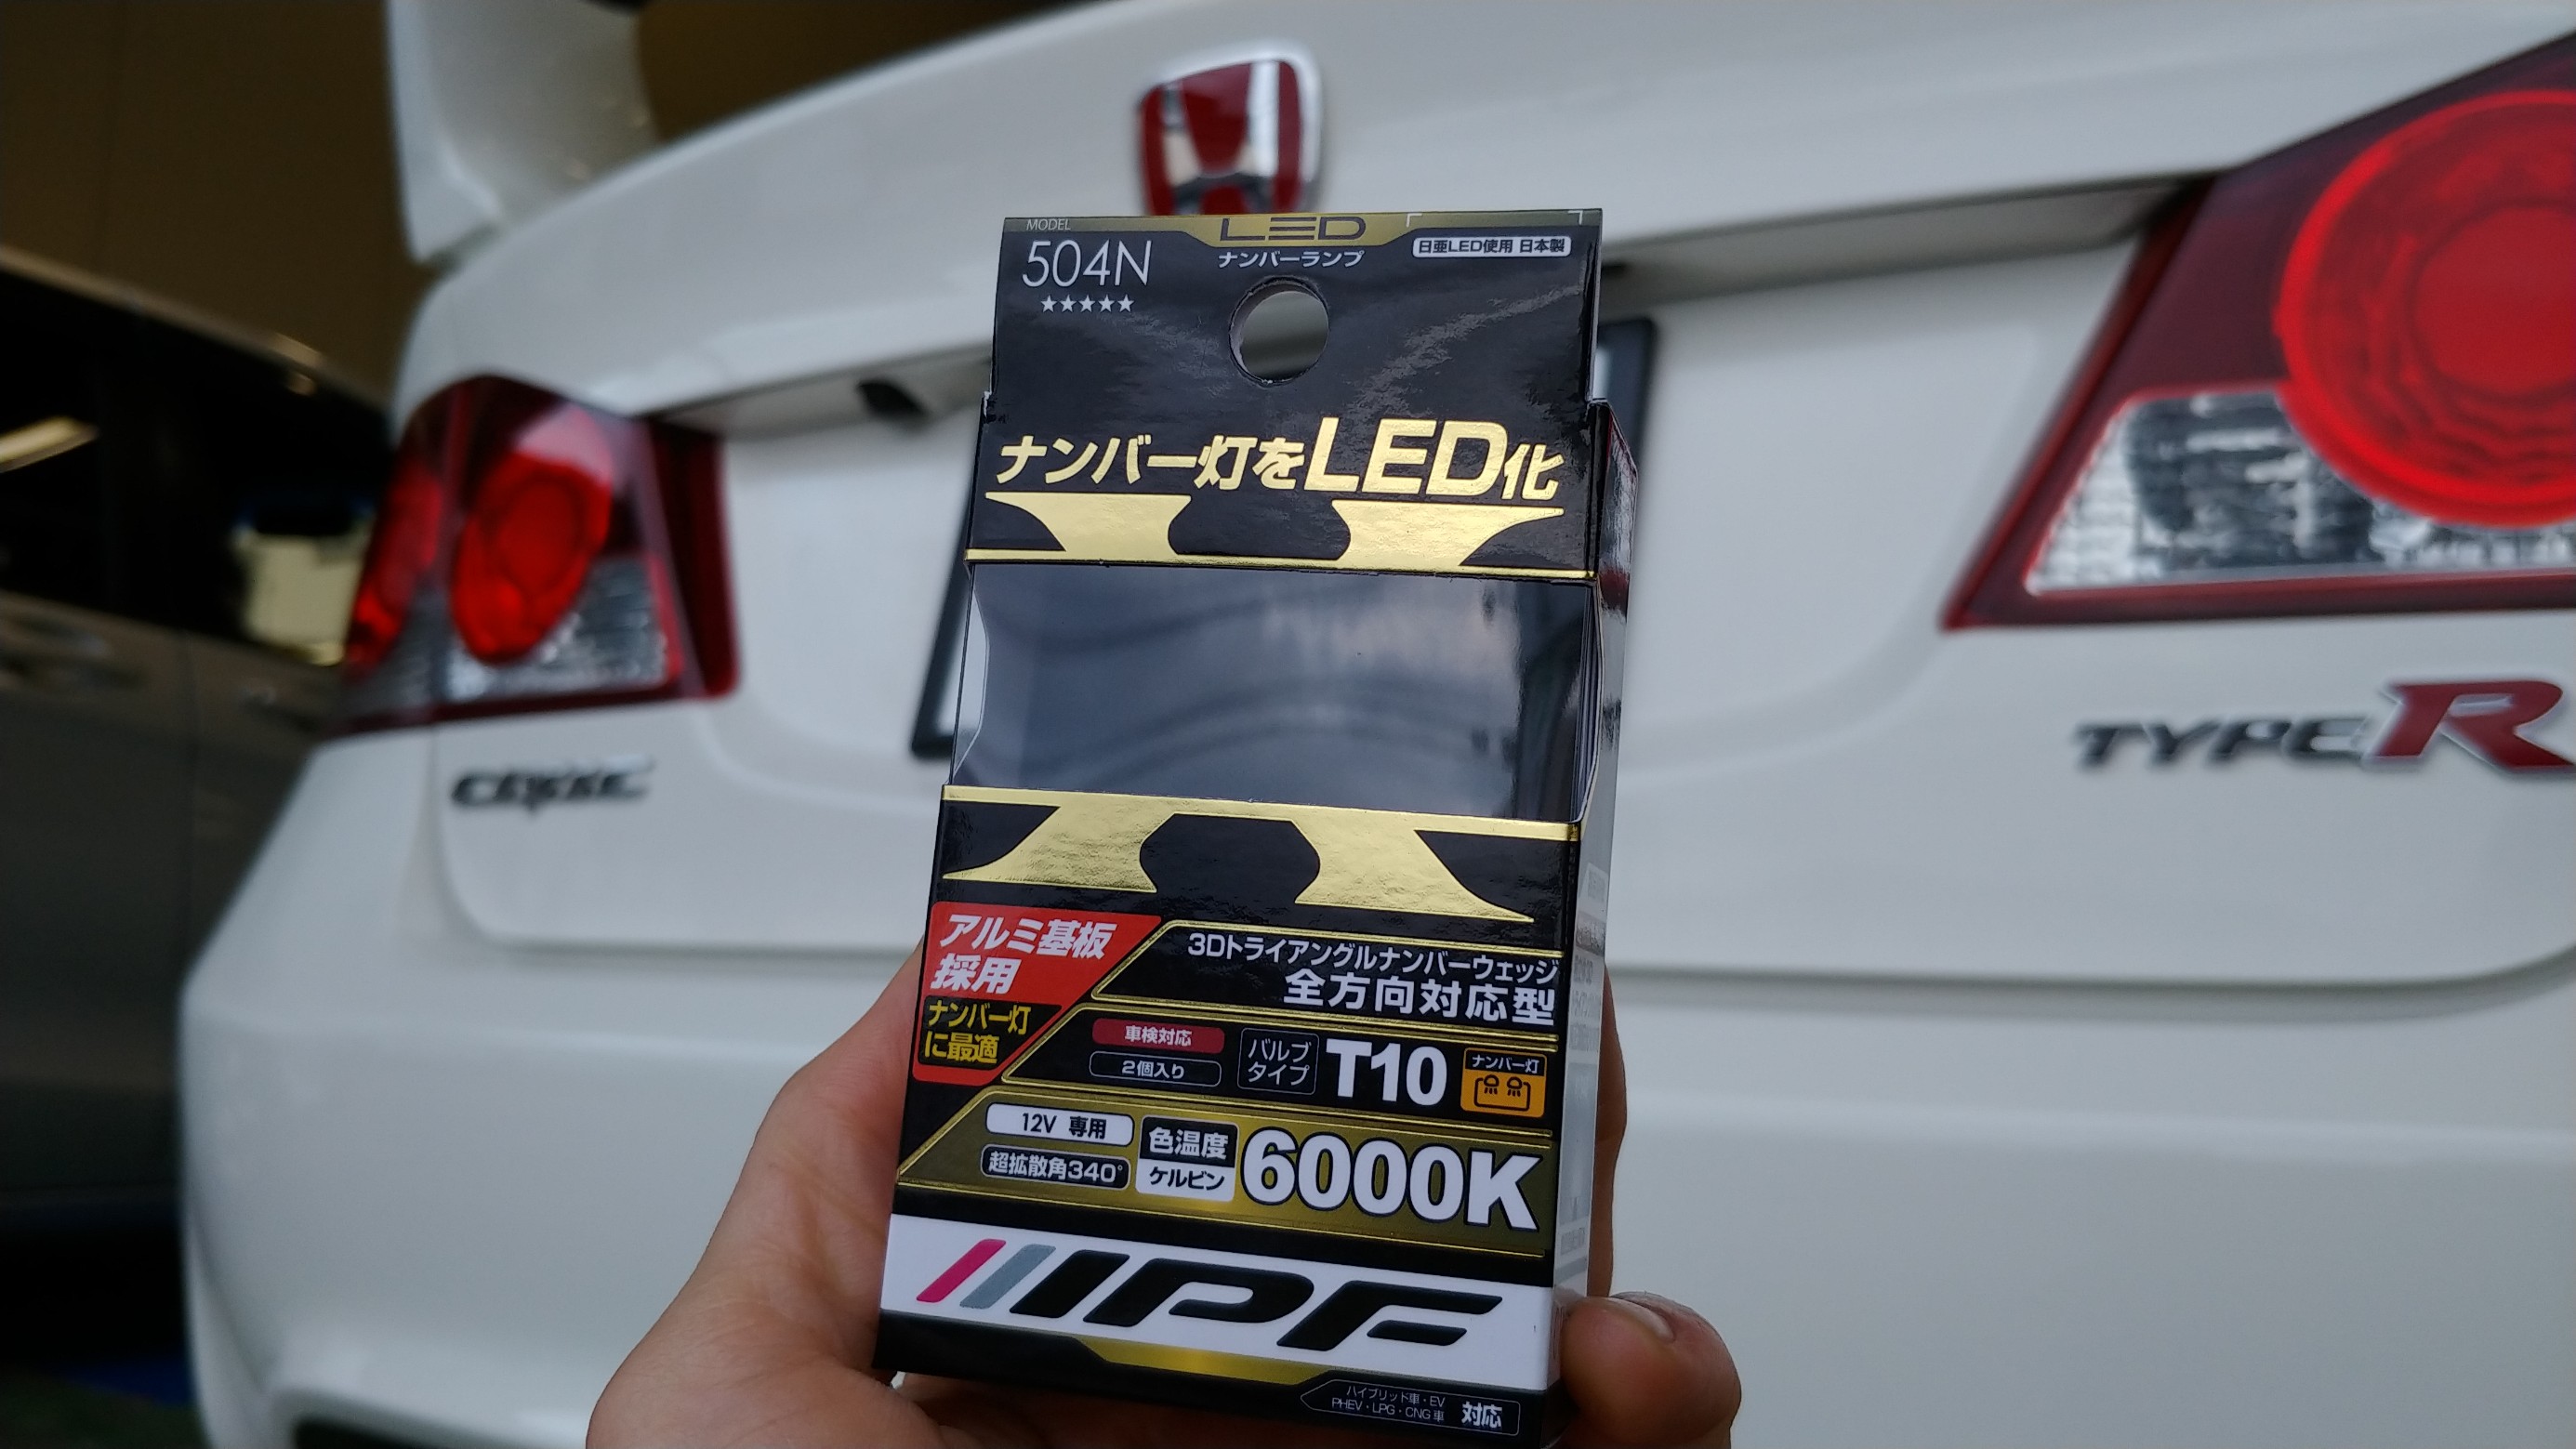 MODEL
504N
★★★★★
LED
ナンバーランプ
日亜LED使用 日本製
ナンバー灯をLED化
CIVIC
TYPE R
アルミ基板
採用
ナンバー灯
に最適
3Dトライアングルナンバーウェッジ
全方向対応型
車検対応
2個入り
バルブ
タイプ
T10
ナンバー灯
12V 専用
超拡散角340°
色温度
ケルビン
6000K
IPF
ハイブリッド車・EV
PHEV・LPG・CNG車
対応